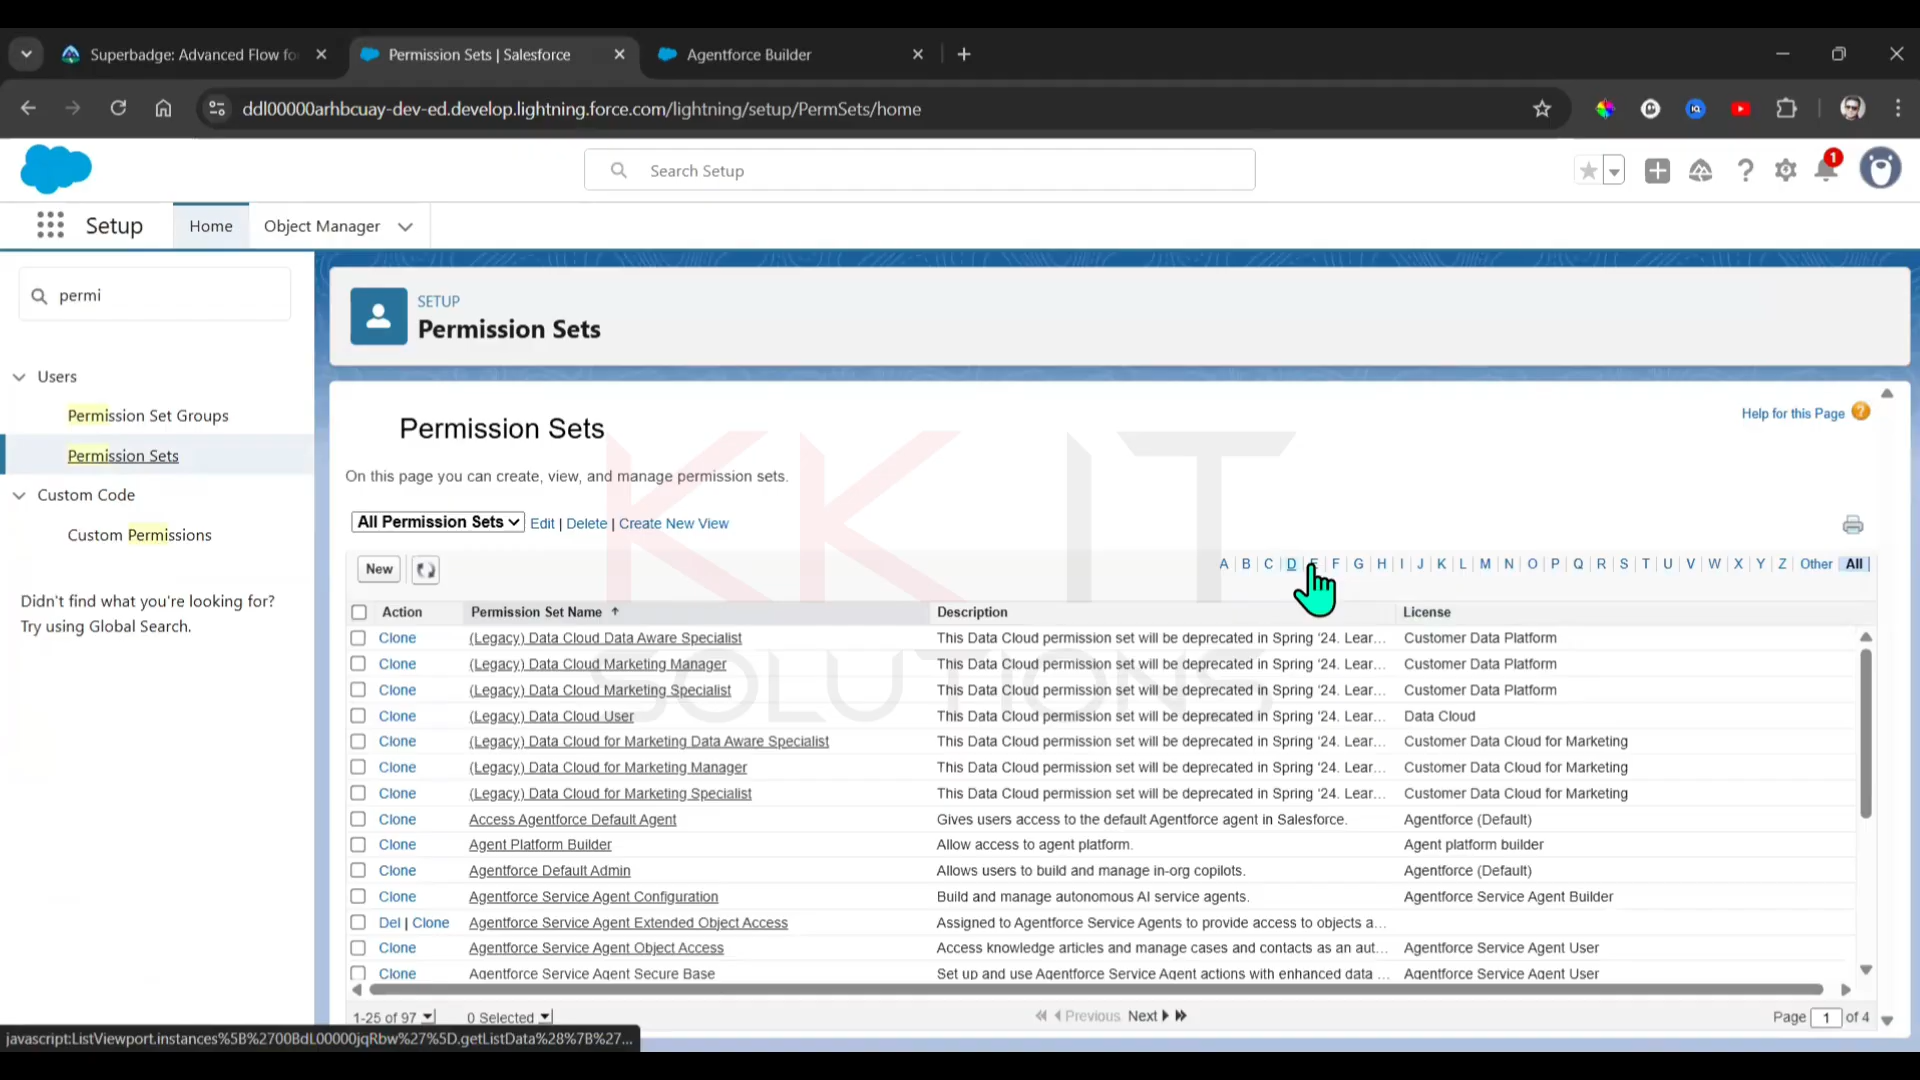 Superbadge: Advanced Flow fo
Permission Sets | Salesforce
Agentforce Builder
ddl00000arhbcuay-dev-ed.develop.lightning.force.com/lightning/setup/PermSets/home
Search Setup
1
Setup
Home
Object Manager
permi
Users
Permission Set Groups
Permission Sets
Custom Code
Custom Permissions
Didn't find what you're looking for?
Try using Global Search.
SETUP
Permission Sets
Help for this Page
Permission Sets
On this page you can create, view, and manage permission sets.
All Permission Sets Edit | Delete | Create New View
New
A | B | C | D | E | F | G | H | I | J | K | L | M | N | O | P | Q | R | S | T | U | V | W | X | Y | Z | Other | All |
Action Permission Set Name Description License
Clone (Legacy) Data Cloud Data Aware Specialist This Data Cloud permission set will be deprecated in Spring '24. Lear... Customer Data Platform
Clone (Legacy) Data Cloud Marketing Manager This Data Cloud permission set will be deprecated in Spring '24. Lear... Customer Data Platform
Clone (Legacy) Data Cloud Marketing Specialist This Data Cloud permission set will be deprecated in Spring '24. Lear... Customer Data Platform
Clone (Legacy) Data Cloud User This Data Cloud permission set will be deprecated in Spring '24. Lear... Data Cloud
Clone (Legacy) Data Cloud for Marketing Data Aware Specialist This Data Cloud permission set will be deprecated in Spring '24. Lear... Customer Data Cloud for Marketing
Clone (Legacy) Data Cloud for Marketing Manager This Data Cloud permission set will be deprecated in Spring '24. Lear... Customer Data Cloud for Marketing
Clone (Legacy) Data Cloud for Marketing Specialist This Data Cloud permission set will be deprecated in Spring '24. Lear... Customer Data Cloud for Marketing
Clone Access Agentforce Default Agent Gives users access to the default Agentforce agent in Salesforce. Agentforce (Default)
Clone Agent Platform Builder Allow access to agent platform. Agent platform builder
Clone Agentforce Default Admin Allows users to build and manage in-org copilots. Agentforce (Default)
Clone Agentforce Service Agent Configuration Build and manage autonomous AI service agents. Agentforce Service Agent Builder
Del | Clone Agentforce Service Agent Extended Object Access Assigned to Agentforce Service Agents to provide access to objects a...
Clone Agentforce Service Agent Object Access Access knowledge articles and manage cases and contacts as an aut... Agentforce Service Agent User
Clone Agentforce Service Agent Secure Base Set up and use Agentforce Service Agent actions with enhanced data ... Agentforce Service Agent User
1-25 of 97 0 Selected Previous Next Page 1 of 4
javascript:ListViewport.instances%5B%2700BdL00000jqRbw%27%5D.getListData%28%7B%27...
KK IT
SOLUTIONS